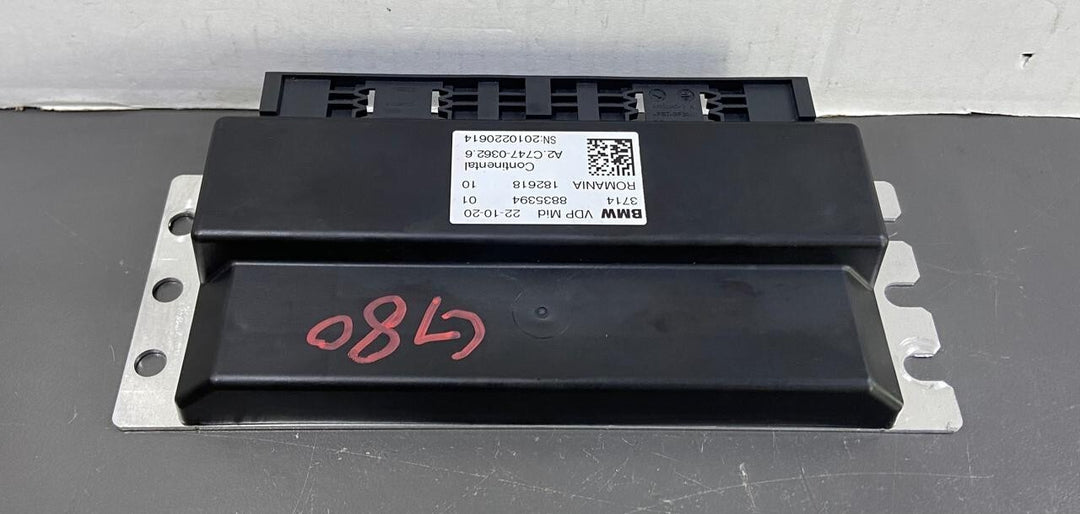 BMW VDP Mid 22-10-20
3714 8835394 01
ROMANIA 182618 10
Continental
A2.C747-0362.6
SN:2010220614
G80